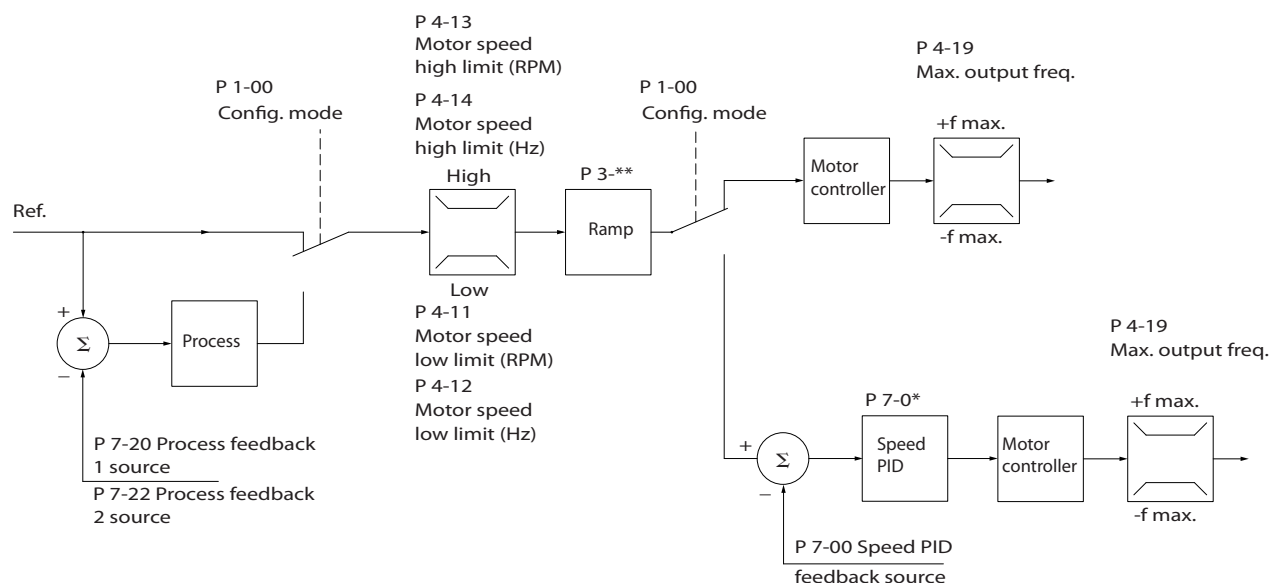 P 4-13
Motor speed
high limit (RPM)
P 4-14
Motor speed
high limit (Hz)
P 4-19
Max. output freq.
P 1-00
Config. mode
P 1-00
Config. mode
+f max.
High
P 3-**
Motor
controller
Ref.
Ramp
-f max.
Low
P 4-11
Motor speed
low limit (RPM)
P 4-12
Motor speed
low limit (Hz)
+
Σ
−
Process
P 7-20 Process feedback
1 source
P 7-22 Process feedback
2 source
P 4-19
Max. output freq.
P 7-0*
+f max.
+
Σ
−
Speed
PID
Motor
controller
-f max.
P 7-00 Speed PID
feedback source